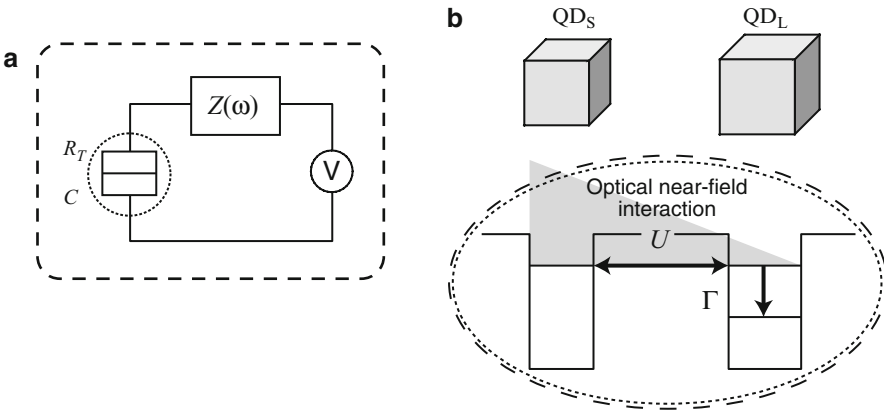 a
R_T
C
Z(ω)
V
b
QD_S
QD_L
Optical near-field
interaction
U
Γ